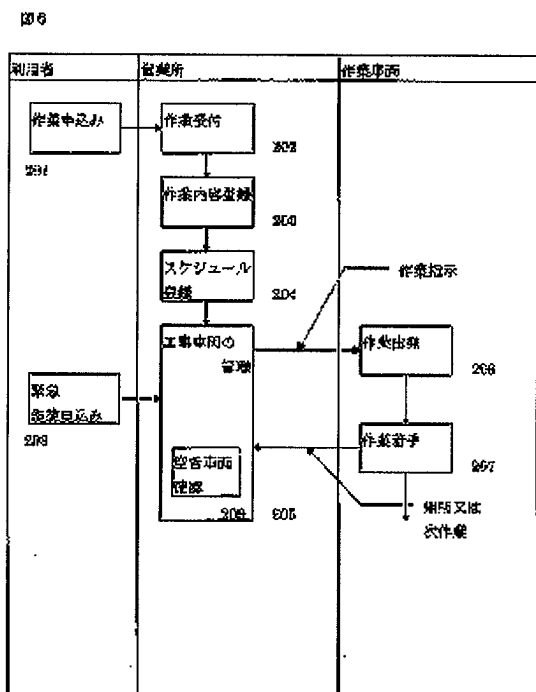 図6
利用者
営業所
作業車両
作業申込み
作業受付
201
202
作業内容登録
203
スケジュール
登録
204
作業指示
工事車両の
管理
作業出発
206
緊急
作業申込み
作業着手
207
空き車両
確認
209
205
帰所又は
次作業